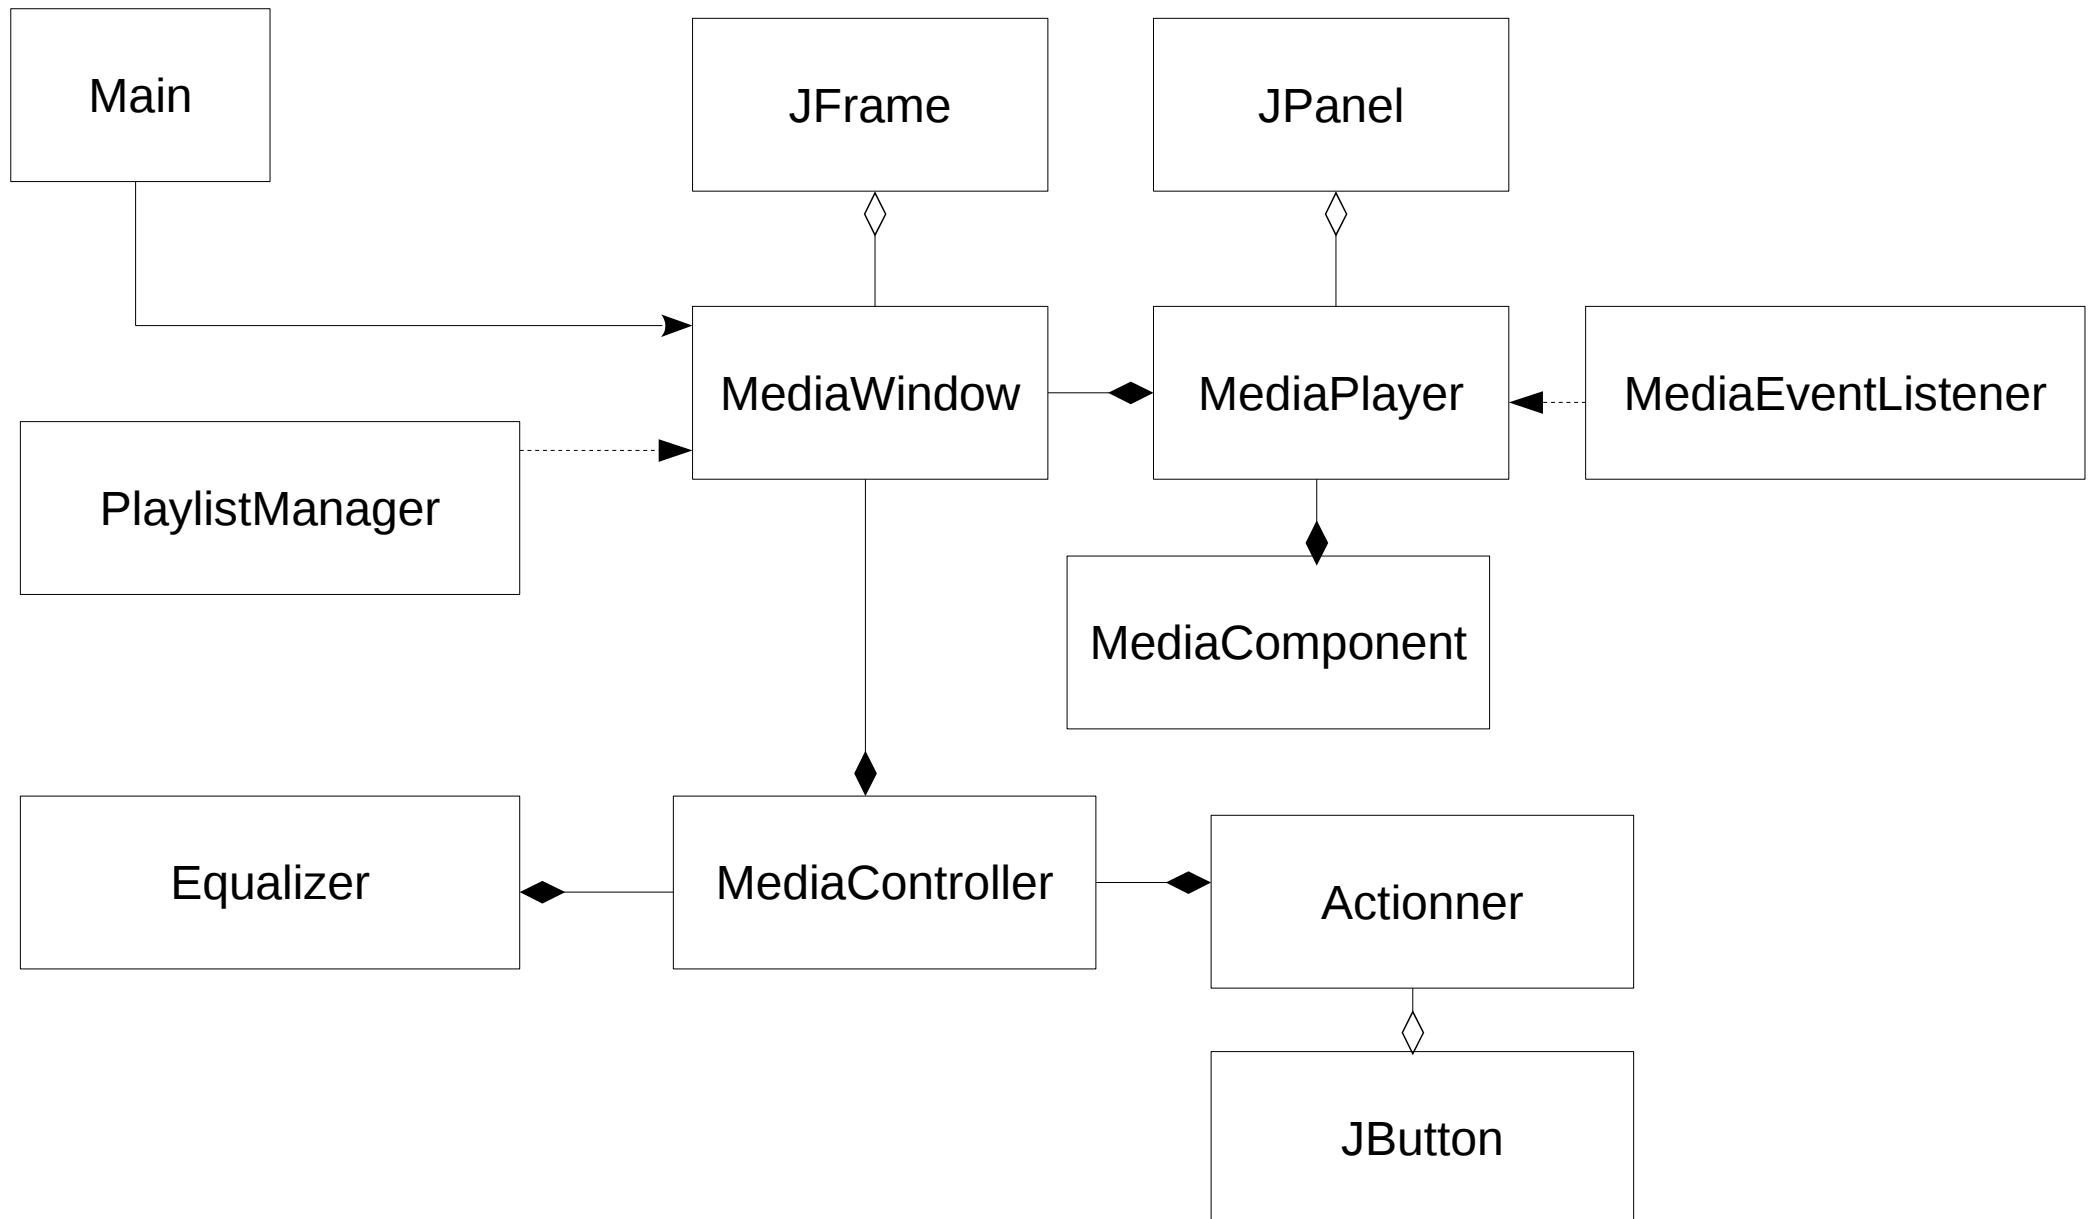 Main
JFrame
JPanel
MediaWindow
MediaPlayer
MediaEventListener
PlaylistManager
MediaComponent
Equalizer
MediaController
Actionner
JButton